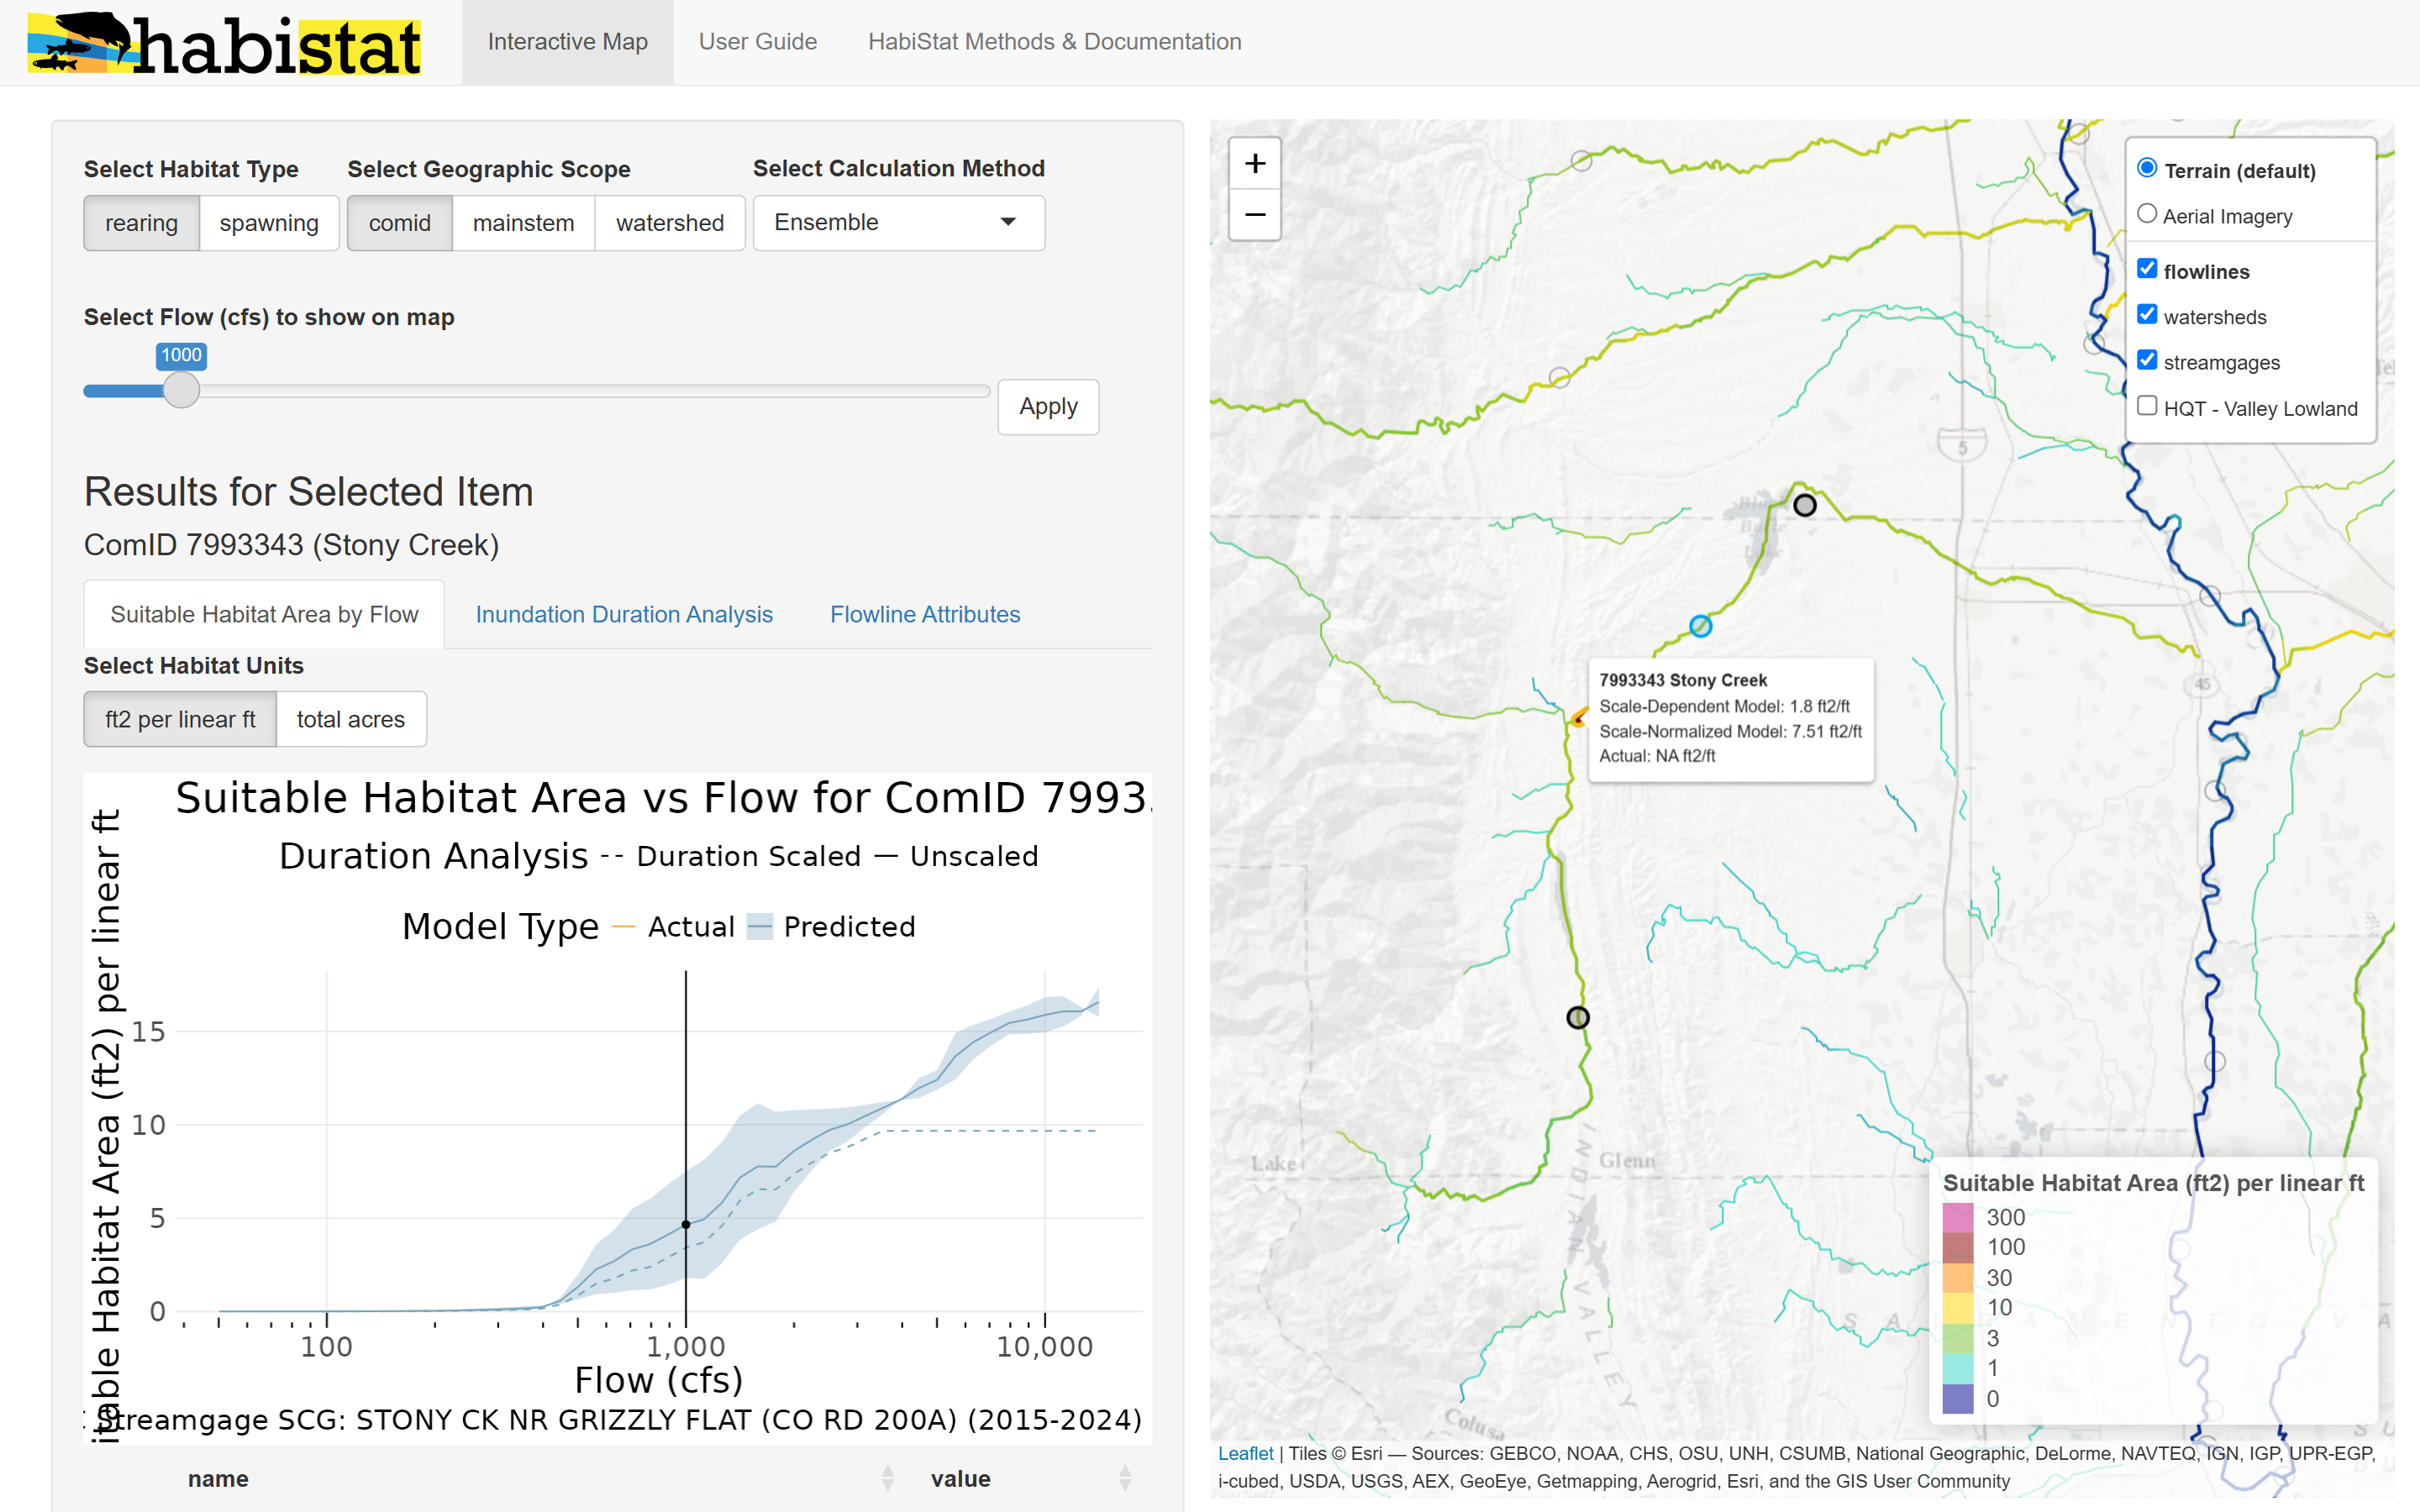 habistat
Interactive Map
User Guide
HabiStat Methods & Documentation
Select Habitat Type
Select Geographic Scope
Select Calculation Method
rearing
spawning
comid
mainstem
watershed
Ensemble
Select Flow (cfs) to show on map
1000
Apply
Results for Selected Item
ComID 7993343 (Stony Creek)
Suitable Habitat Area by Flow
Inundation Duration Analysis
Flowline Attributes
Select Habitat Units
ft2 per linear ft
total acres
Suitable Habitat Area vs Flow for ComID 7993
Duration Analysis -- Duration Scaled — Unscaled
Model Type — Actual Predicted
itable Habitat Area (ft2) per linear ft
15
10
5
0
100
1,000
10,000
Flow (cfs)
Streamgage SCG: STONY CK NR GRIZZLY FLAT (CO RD 200A) (2015-2024)
name
value
+
−
Terrain (default)
Aerial Imagery
flowlines
watersheds
streamgages
HQT - Valley Lowland
5
Black
Butte
Lake
45
7993343 Stony Creek
Scale-Dependent Model: 1.8 ft2/ft
Scale-Normalized Model: 7.51 ft2/ft
Actual: NA ft2/ft
Lake
Glenn
INDIAN VALLEY
Colusa
Suitable Habitat Area (ft2) per linear ft
300
100
30
10
3
1
0
Leaflet | Tiles © Esri — Sources: GEBCO, NOAA, CHS, OSU, UNH, CSUMB, National Geographic, DeLorme, NAVTEQ, IGN, IGP, UPR-EGP,
i-cubed, USDA, USGS, AEX, GeoEye, Getmapping, Aerogrid, Esri, and the GIS User Community